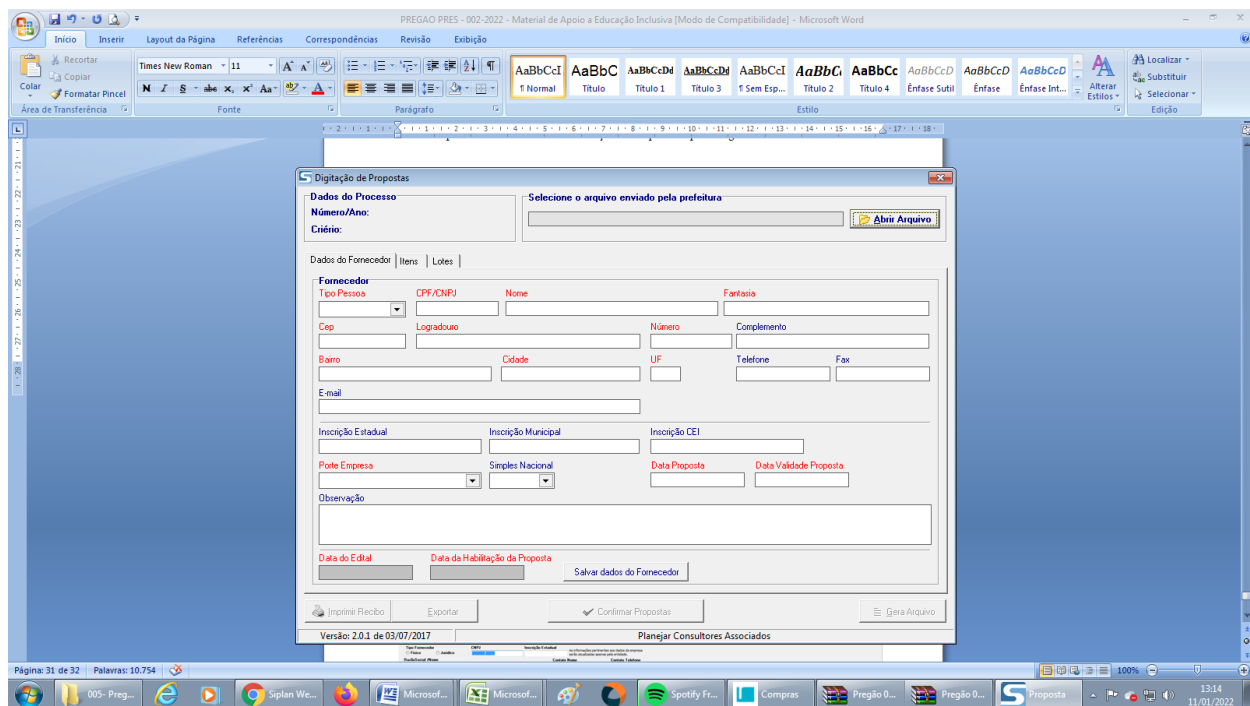 PREGAO PRES - 002-2022 - Material de Apoio a Educação Inclusiva [Modo de Compatibilidade] - Microsoft Word
Início Inserir Layout da Página Referências Correspondências Revisão Exibição
Recortar
Copiar
Formatar Pincel
Colar
Times New Roman 11
AaBbCcI AaBbC AaBbCcDd AaBbCcDd AaBbCcI AaBbC AaBbCc AaBbCcD AaBbCcD AaBbCcD
¶ Normal Título Título 1 Título 3 ¶ Sem Esp... Título 2 Título 4 Ênfase Sutil Ênfase Ênfase Int...
Alterar Estilos
Localizar
Substituir
Selecionar
Área de Transferência Fonte Parágrafo Estilo Edição
Digitação de Propostas
Dados do Processo
Número/Ano:
Criério:
Selecione o arquivo enviado pela prefeitura
Abrir Arquivo
Dados do Fornecedor Itens Lotes
Fornecedor
Tipo Pessoa CPF/CNPJ Nome Fantasia
Cep Logradouro Número Complemento
Bairro Cidade UF Telefone Fax
E-mail
Inscrição Estadual Inscrição Municipal Inscrição CEI
Porte Empresa Simples Nacional Data Proposta Data Validade Proposta
Observação
Data do Edital Data da Habilitação da Proposta
Salvar dados do Fornecedor
Imprimir Recibo Exportar Confirmar Propostas Gera Arquivo
Versão: 2.0.1 de 03/07/2017 Planejar Consultores Associados
Tipo Fornecedor CNPJ Inscrição Estadual
Página: 31 de 32 Palavras: 10.754 100%
005- Preg... Siplan We... Microsof... Microsof... Spotify Fr... Compras Pregão 0... Pregão 0... Proposta
13:14
11/01/2022